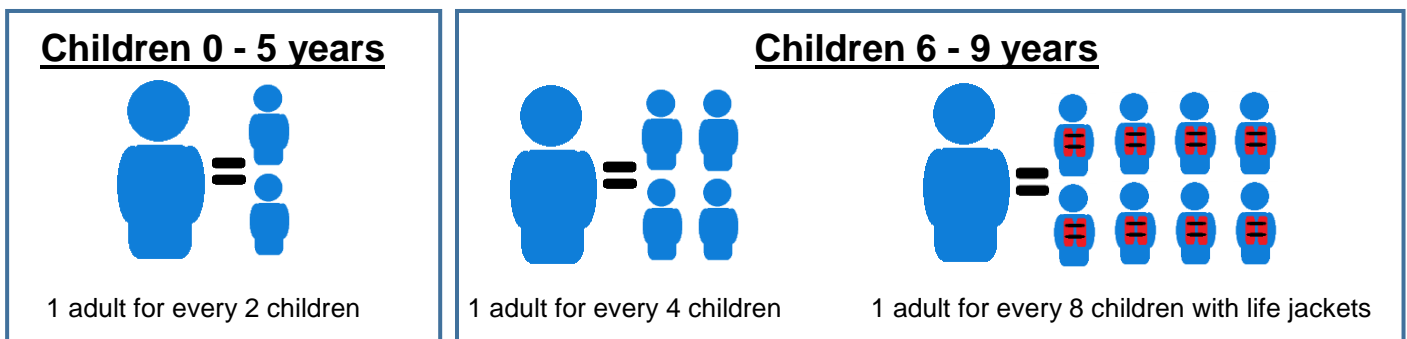 Children 0 - 5 years
1 adult for every 2 children
Children 6 - 9 years
1 adult for every 4 children
1 adult for every 8 children with life jackets